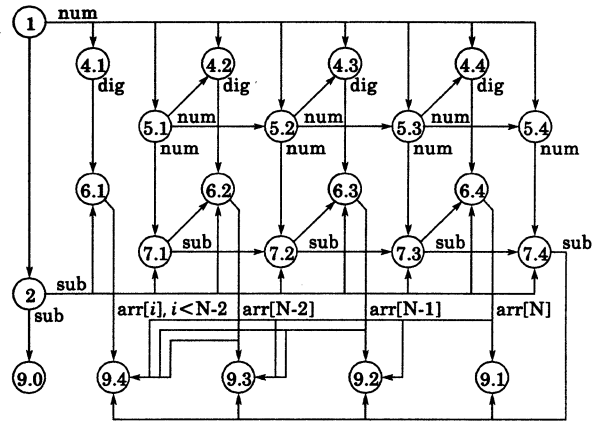 num
1
4.1 4.2 4.3 4.4
dig dig dig dig
num num num
5.1 5.2 5.3 5.4
num num num num
6.1 6.2 6.3 6.4
sub sub sub sub
7.1 7.2 7.3 7.4
sub
2
sub
arr[i], i<N-2 arr[N-2] arr[N-1] arr[N]
9.0 9.4 9.3 9.2 9.1